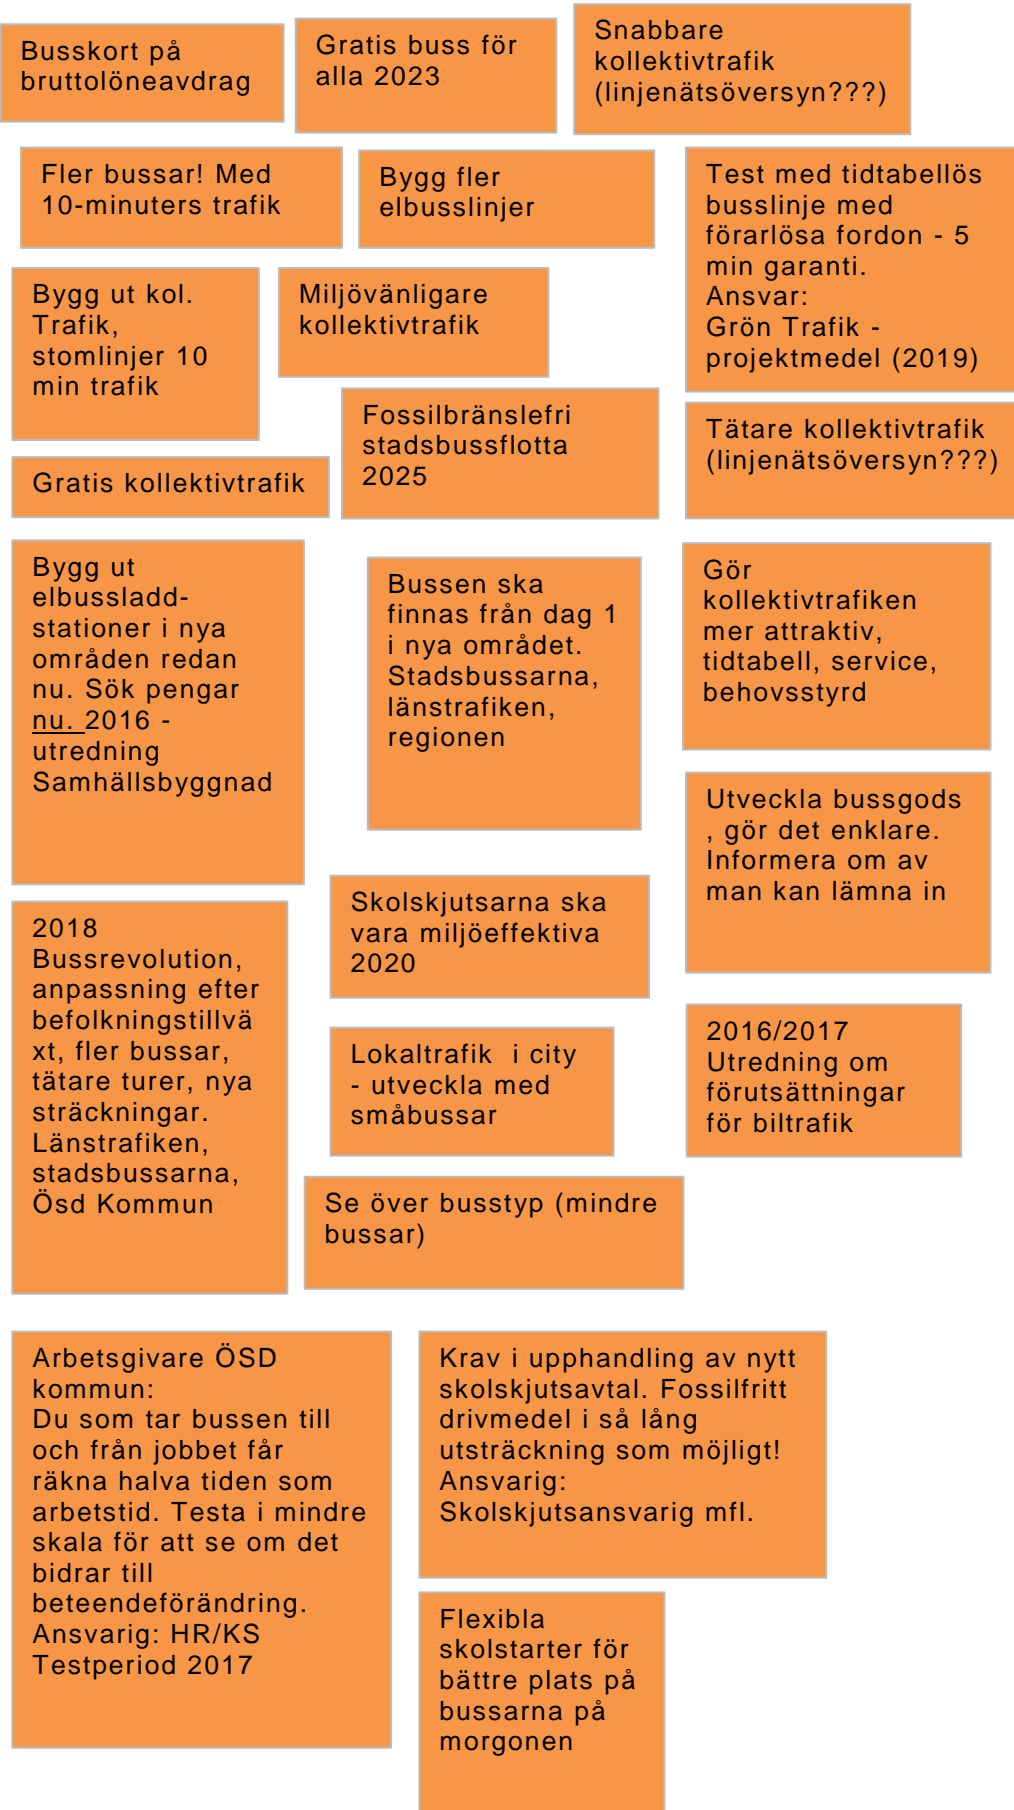 Busskort på
bruttolöneavdrag
Gratis buss för
alla 2023
Snabbare
kollektivtrafik
(linjenätsöversyn???)
Fler bussar! Med
10-minuters trafik
Bygg fler
elbusslinjer
Test med tidtabellös
busslinje med
förarlösa fordon - 5
min garanti.
Ansvar:
Grön Trafik -
projektmedel (2019)
Bygg ut kol.
Trafik,
stomlinjer 10
min trafik
Miljövänligare
kollektivtrafik
Fossilbränslefri
stadsbussflotta
2025
Tätare kollektivtrafik
(linjenätsöversyn???)
Gratis kollektivtrafik
Bygg ut
elbussladd-
stationer i nya
områden redan
nu. Sök pengar
nu. 2016 -
utredning
Samhällsbyggnad
Bussen ska
finnas från dag 1
i nya området.
Stadsbussarna,
länstrafiken,
regionen
Gör
kollektivtrafiken
mer attraktiv,
tidtabell, service,
behovsstyrd
Utveckla bussgods
, gör det enklare.
Informera om av
man kan lämna in
Skolskjutsarna ska
vara miljöeffektiva
2020
2018
Bussrevolution,
anpassning efter
befolkningstillvä
xt, fler bussar,
tätare turer, nya
sträckningar.
Länstrafiken,
stadsbussarna,
Ösd Kommun
Lokaltrafik i city
- utveckla med
småbussar
2016/2017
Utredning om
förutsättningar
för biltrafik
Se över busstyp (mindre
bussar)
Arbetsgivare ÖSD
kommun:
Du som tar bussen till
och från jobbet får
räkna halva tiden som
arbetstid. Testa i mindre
skala för att se om det
bidrar till
beteendeförändring.
Ansvarig: HR/KS
Testperiod 2017
Krav i upphandling av nytt
skolskjutsavtal. Fossilfritt
drivmedel i så lång
utsträckning som möjligt!
Ansvarig:
Skolskjutsansvarig mfl.
Flexibla
skolstarter för
bättre plats på
bussarna på
morgonen